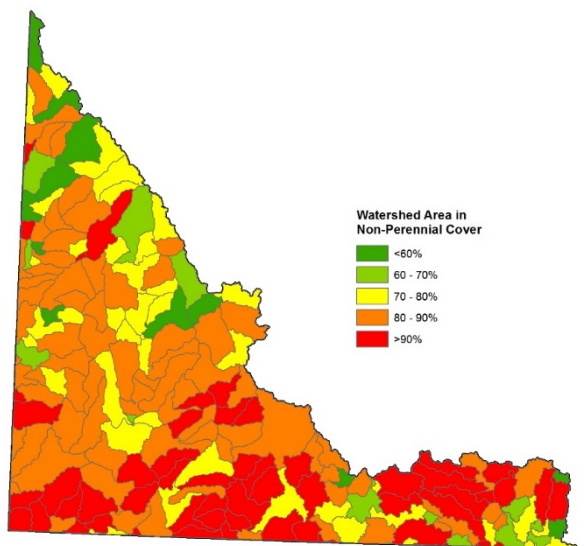 Watershed Area in
Non-Perennial Cover
<60%
60 - 70%
70 - 80%
80 - 90%
>90%